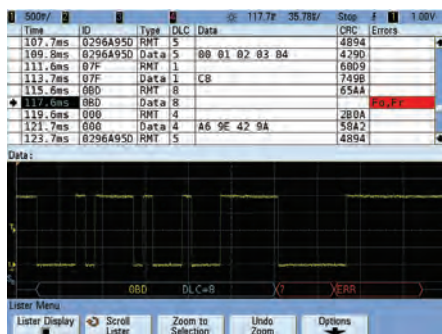 1 500▽/ 2 3 4 117.7▽ 35.78▽/ Stop 1 1.00V
Time ID Type DLC Data CRC Errors
107.7ms 0296A95D RMT 5 4894
109.8ms 0296A95D Data 5 00 01 02 03 04 429D
111.6ms 07F RMT 1 60D9
113.7ms 07F Data 1 C8 749B
115.6ms 0BD RMT 8 65AA
117.6ms 0BD Data 8 Fo,Fr
119.6ms 000 RMT 4 2B0A
121.7ms 000 Data 4 A6 9E 42 9A 58A2
123.7ms 0296A95D RMT 5 4894
Data:
0BD DLC=8 ? ERR
Lister Menu
Lister Display Scroll Lister Zoom to Selection Undo Zoom Options